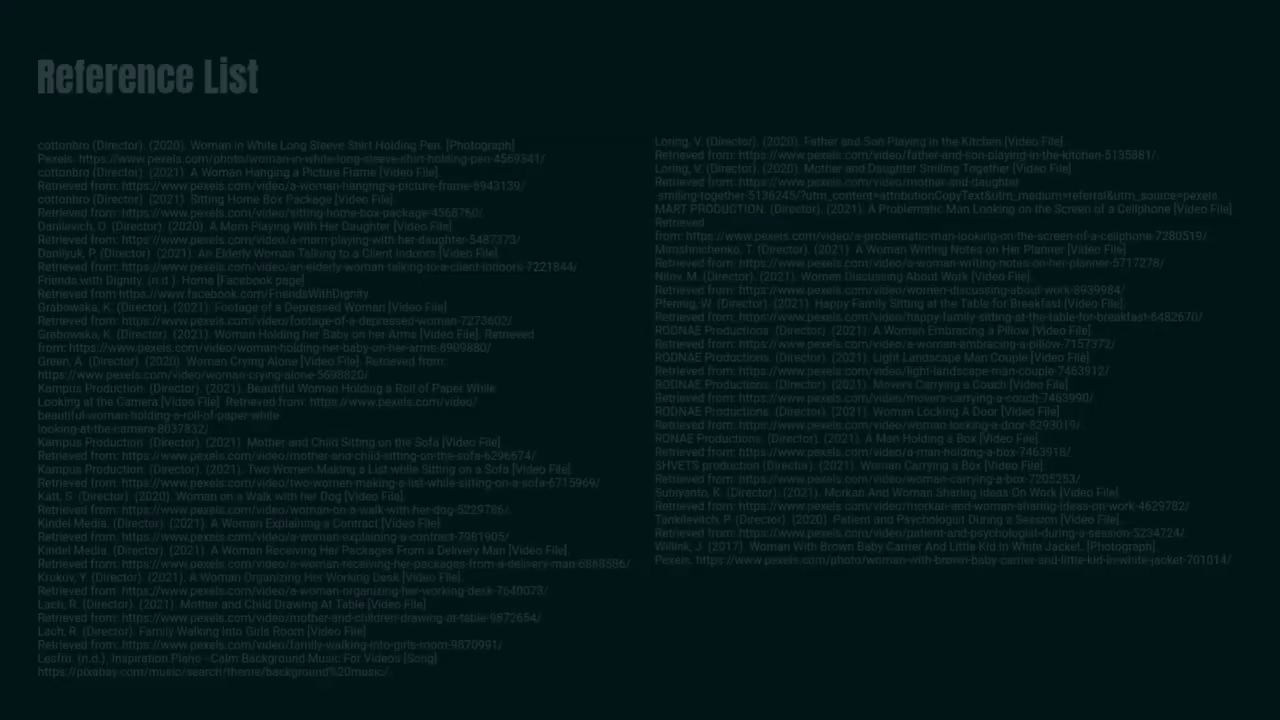 Reference List
cottonbro (Director). (2020). Woman in White Long Sleeve Shirt Holding Pen. [Photograph]
Pexels. https://www.pexels.com/photo/woman-in-white-long-sleeve-shirt-holding-pen-4569341/
cottonbro (Director). (2021). A Woman Hanging a Picture Frame [Video File].
Retrieved from: https://www.pexels.com/video/a-woman-hanging-a-picture-frame-6943139/
cottonbro (Director). (2021). Sitting Home Box Package [Video File].
Retrieved from: https://www.pexels.com/video/sitting-home-box-package-4568760/
Danilevich, O. (Director). (2020). A Mom Playing With Her Daughter [Video File]
Retrieved from: https://www.pexels.com/video/a-mom-playing-with-her-daughter-5487373/
Danilyuk, P. (Director). (2021). An Elderly Woman Talking to a Client Indoors [Video File].
Retrieved from: https://www.pexels.com/video/an-elderly-woman-talking-to-a-client-indoors-7221844/
Friends with Dignity. (n.d.). Home [Facebook page]
Retrieved from https://www.facebook.com/FriendsWithDignity
Grabowska, K. (Director). (2021). Footage of a Depressed Woman [Video File]
Retrieved from: https://www.pexels.com/video/footage-of-a-depressed-woman-7273602/
Grabowska, K. (Director). (2021). Woman Holding her Baby on her Arms [Video File]. Retrieved
from: https://www.pexels.com/video/woman-holding-her-baby-on-her-arms-8909880/
Green, A. (Director). (2020). Woman Crying Alone [Video File]. Retrieved from:
https://www.pexels.com/video/woman-crying-alone-5698820/
Kampus Production. (Director). (2021). Beautiful Woman Holding a Roll of Paper While
Looking at the Camera [Video File]. Retrieved from: https://www.pexels.com/video/
beautiful-woman-holding-a-roll-of-paper-while
looking-at-the-camera-8037832/
Kampus Production. (Director). (2021). Mother and Child Sitting on the Sofa [Video File]
Retrieved from: https://www.pexels.com/video/mother-and-child-sitting-on-the-sofa-6296674/
Kampus Production. (Director). (2021). Two Women Making a List while Sitting on a Sofa [Video File].
Retrieved from: https://www.pexels.com/video/two-women-making-a-list-while-sitting-on-a-sofa-6715969/
Katt, S. (Director). (2020). Woman on a Walk with her Dog [Video File].
Retrieved from: https://www.pexels.com/video/woman-on-a-walk-with-her-dog-5229786/.
Kindel Media. (Director). (2021). A Woman Explaining a Contract [Video File]
Retrieved from: https://www.pexels.com/video/a-woman-explaining-a-contract-7981905/
Kindel Media. (Director). (2021). A Woman Receiving Her Packages From a Delivery Man [Video File].
Retrieved from: https://www.pexels.com/video/a-woman-receiving-her-packages-from-a-delivery-man-6868586/
Krukov, Y. (Director). (2021). A Woman Organizing Her Working Desk [Video File].
Retrieved from: https://www.pexels.com/video/a-woman-organizing-her-working-desk-7640073/
Lach, R. (Director). (2021). Mother and Child Drawing At Table [Video File]
Retrieved from: https://www.pexels.com/video/mother-and-children-drawing-at-table-9872654/
Lach, R. (Director). Family Walking Into Girls Room [Video File]
Retrieved from: https://www.pexels.com/video/family-walking-into-girls-room-9870991/
Lesfm. (n.d.). Inspiration Piano - Calm Background Music For Videos [Song]
https://pixabay.com/music/search/theme/background%20music/
Loring, V. (Director). (2020). Father and Son Playing in the Kitchen [Video File].
Retrieved from: https://www.pexels.com/video/father-and-son-playing-in-the-kitchen-5135881/.
Loring, V. (Director). (2020). Mother and Daughter Smiling Together [Video File]
Retrieved from: https://www.pexels.com/video/mother-and-daughter
-smiling-together-5136245/?utm_content=attributionCopyText&utm_medium=referral&utm_source=pexels
MART PRODUCTION. (Director). (2021). A Problematic Man Looking on the Screen of a Cellphone [Video File]
Retrieved
from: https://www.pexels.com/video/a-problematic-man-looking-on-the-screen-of-a-cellphone-7280519/
Miroshnichenko, T. (Director). (2021). A Woman Writing Notes on Her Planner [Video File]
Retrieved from: https://www.pexels.com/video/a-women-writing-notes-on-her-planner-5717278/
Nilov, M. (Director). (2021). Women Discussing About Work [Video File].
Retrieved from: https://www.pexels.com/video/women-discussing-about-work-8939984/
Pferrig, W. (Director). (2021). Happy Family Sitting at the Table for Breakfast [Video File].
Retrieved from: https://www.pexels.com/video/happy-family-sitting-at-the-table-for-breakfast-6482670/
RODNAE Productions. (Director). (2021). A Woman Embracing a Pillow [Video File]
Retrieved from: https://www.pexels.com/video/a-woman-embracing-a-pillow-7157372/
RODNAE Productions. (Director). (2021). Light Landscape Man Couple [Video File]
Retrieved from: https://www.pexels.com/video/light-landscape-man-couple-7463912/
RODNAE Productions. (Director). (2021). Movers Carrying a Couch [Video File]
Retrieved from: https://www.pexels.com/video/movers-carrying-a-couch-7463990/
RODNAE Productions. (Director). (2021). Woman Locking A Door [Video File]
Retrieved from: https://www.pexels.com/video/woman-locking-a-door-8293019/.
RONAE Productions. (Director). (2021). A Man Holding a Box [Video File].
Retrieved from: https://www.pexels.com/video/a-man-holding-a-box-7463918/
SHVETS production (Director). (2021). Woman Carrying a Box [Video File]
Retrieved from: https://www.pexels.com/video/woman-carrying-a-box-7205253/
Subiyanto, K. (Director). (2021). Morkan And Woman Sharing Ideas On Work [Video File]
Retrieved from: https://www.pexels.com/video/morkan-and-woman-sharing-ideas-on-work-4629782/
Tankilevitch, P. (Director). (2020). Patient and Psychologist During a Session [Video File].
Retrieved from: https://www.pexels.com/video/patient-and-psychologist-during-a-session-5234724/.
Willink, J. (2017). Woman With Brown Baby Carrier And Little Kid In White Jacket. [Photograph]
Pexels. https://www.pexels.com/photo/woman-with-brown-baby-carrier-and-little-kid-in-white-jacket-701014/